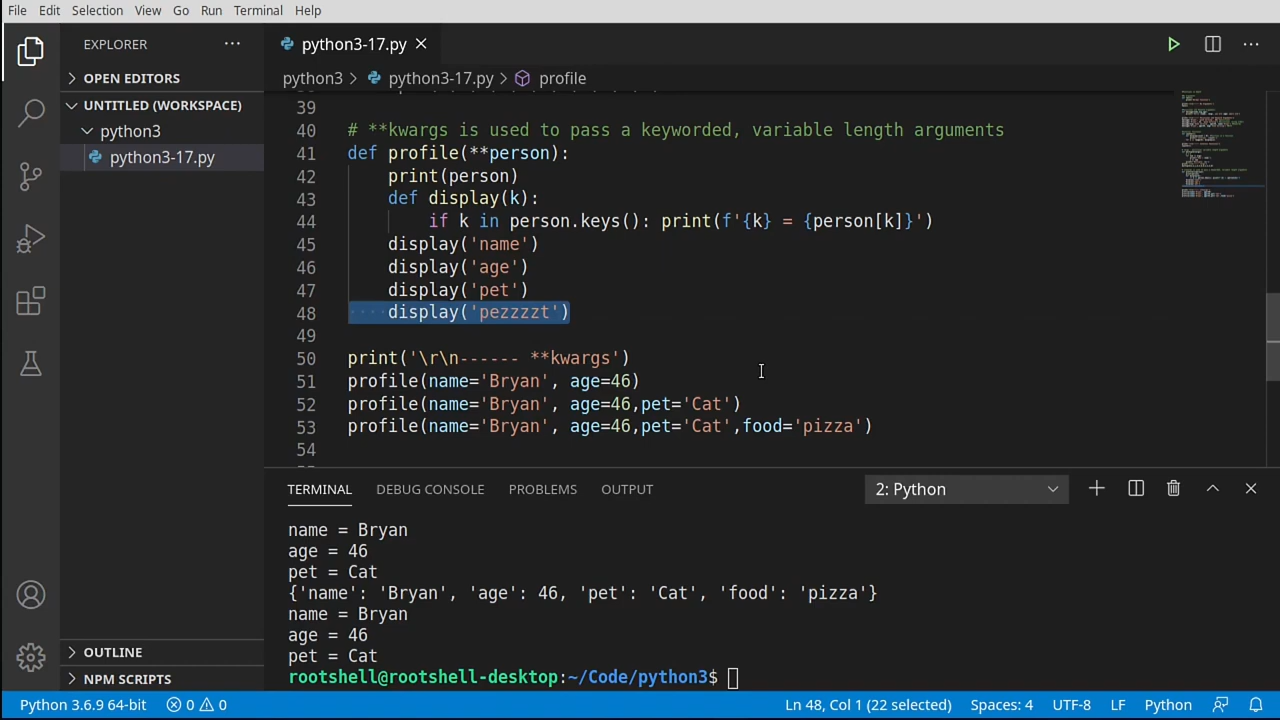 File Edit Selection View Go Run Terminal Help
EXPLORER
OPEN EDITORS
UNTITLED (WORKSPACE)
python3
python3-17.py
OUTLINE
NPM SCRIPTS
python3-17.py
python3 > python3-17.py > profile
39
40 # **kwargs is used to pass a keyworded, variable length arguments
41 def profile(**person):
42     print(person)
43     def display(k):
44         if k in person.keys(): print(f'{k} = {person[k]}')
45     display('name')
46     display('age')
47     display('pet')
48     display('pezzzzt')
49
50 print('\r\n------ **kwargs')
51 profile(name='Bryan', age=46)
52 profile(name='Bryan', age=46,pet='Cat')
53 profile(name='Bryan', age=46,pet='Cat',food='pizza')
54
TERMINAL DEBUG CONSOLE PROBLEMS OUTPUT 2: Python
name = Bryan
age = 46
pet = Cat
{'name': 'Bryan', 'age': 46, 'pet': 'Cat', 'food': 'pizza'}
name = Bryan
age = 46
pet = Cat
rootshell@rootshell-desktop:~/Code/python3$
Python 3.6.9 64-bit 0 0 Ln 48, Col 1 (22 selected) Spaces: 4 UTF-8 LF Python